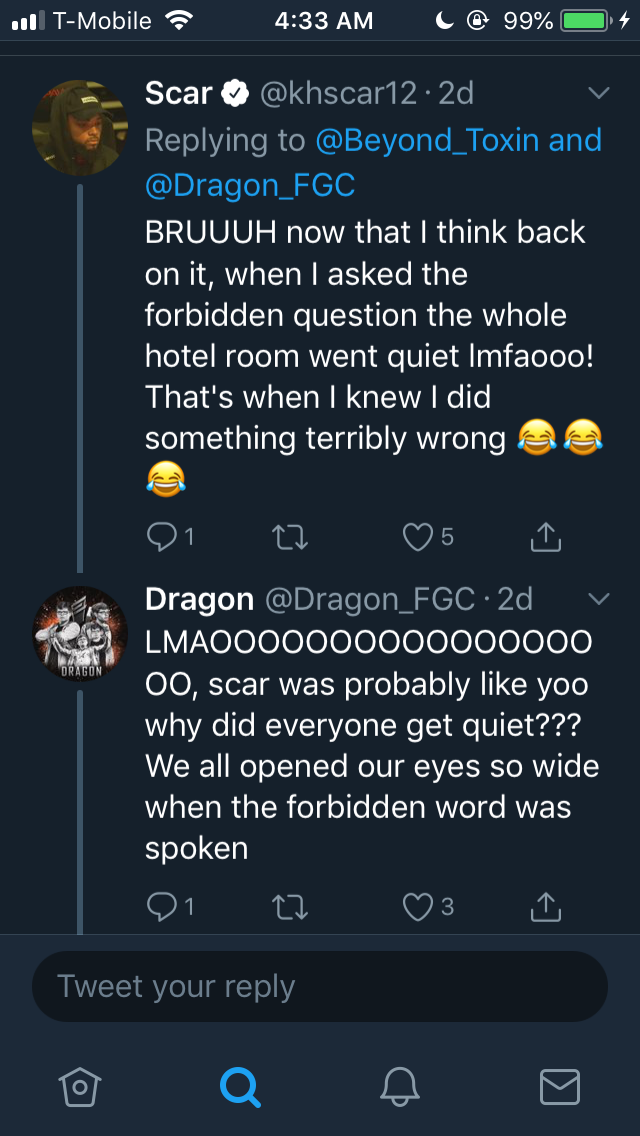 T-Mobile 4:33 AM 99%
Scar @khscar12 · 2d
Replying to @Beyond_Toxin and
@Dragon_FGC
BRUUUH now that I think back
on it, when I asked the
forbidden question the whole
hotel room went quiet lmfaooo!
That's when I knew I did
something terribly wrong 😂😂
😂
1 5
DRAGON
Dragon @Dragon_FGC · 2d
LMAOOOOOOOOOOOOOOOO
OO, scar was probably like yoo
why did everyone get quiet???
We all opened our eyes so wide
when the forbidden word was
spoken
1 3
Tweet your reply